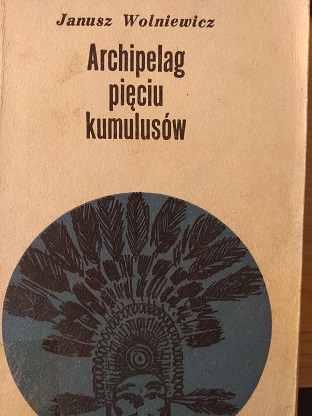 Janusz Wolniewicz
Archipelag
pięciu
kumulusów